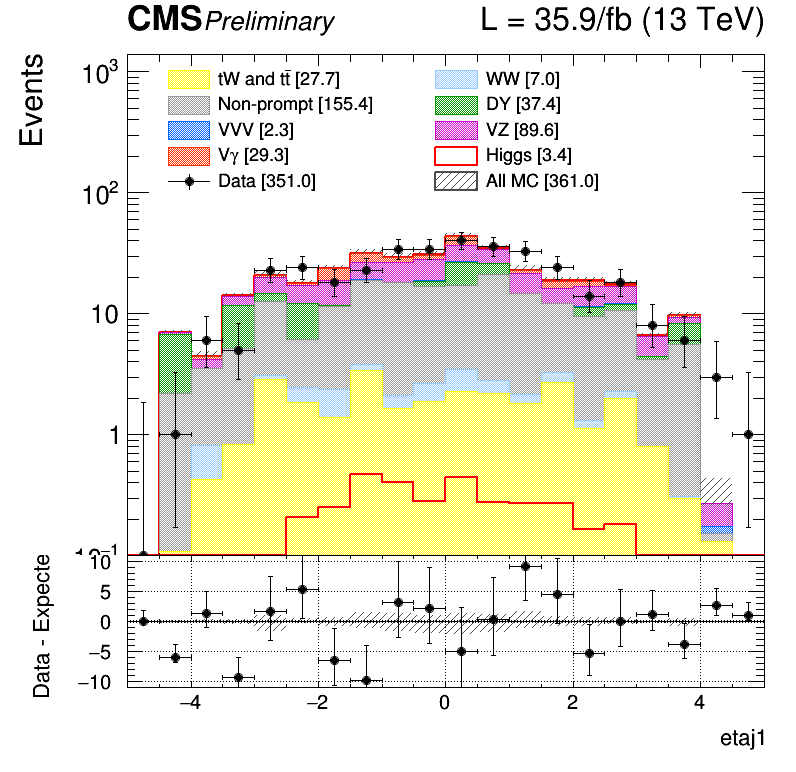 CMS Preliminary L = 35.9/fb (13 TeV)
Events
10³
10²
10
1
10⁻¹
tW and tt̄ [27.7]
WW [7.0]
Non-prompt [155.4]
DY [37.4]
VVV [2.3]
VZ [89.6]
Vγ [29.3]
Higgs [3.4]
Data [351.0]
All MC [361.0]
Data - Expecte
10
5
0
−5
−10
−4 −2 0 2 4
etaj1